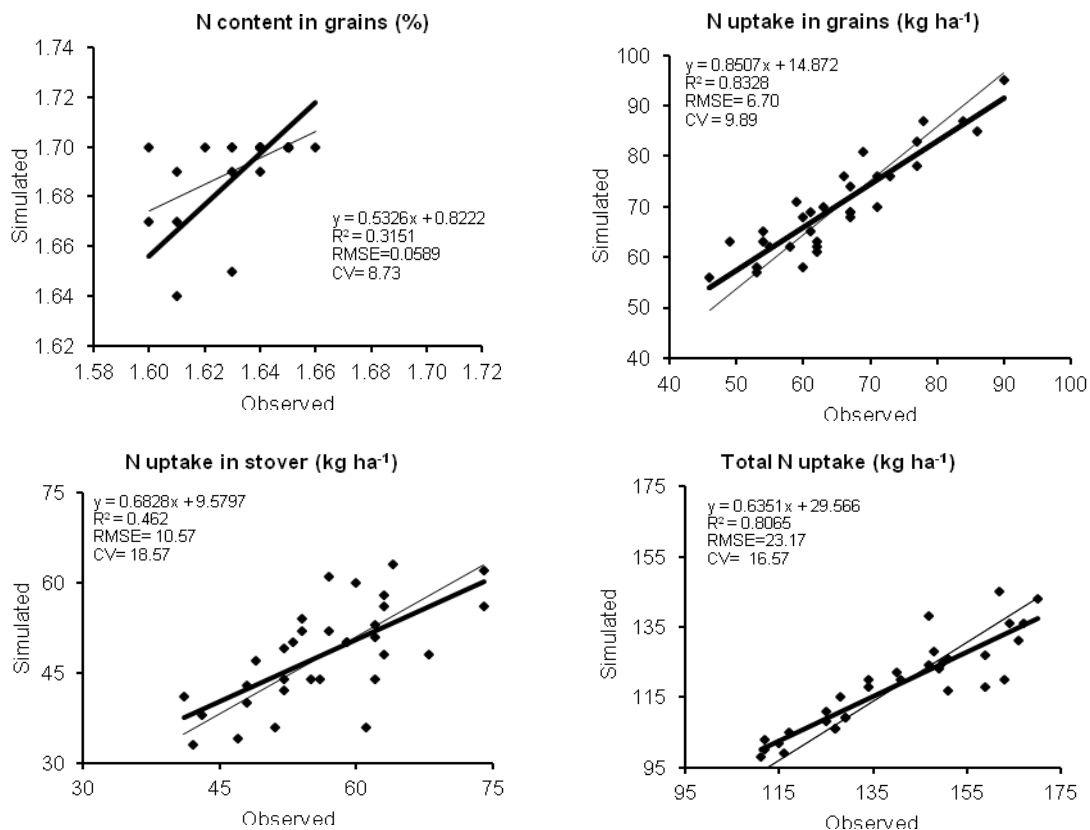 N content in grains (%)
1.74
1.72
1.70
1.68
1.66
1.64
1.62
Simulated
y = 0.5326x + 0.8222
R² = 0.3151
RMSE=0.0589
CV= 8.73
1.58 1.60 1.62 1.64 1.66 1.68 1.70 1.72
Observed
N uptake in grains (kg ha⁻¹)
100
90
80
70
60
50
40
Simulated
y = 0.8507x + 14.872
R² = 0.8328
RMSE= 6.70
CV = 9.89
40 50 60 70 80 90 100
Observed
N uptake in stover (kg ha⁻¹)
75
60
45
30
Simulated
y = 0.6828x + 9.5797
R² = 0.462
RMSE= 10.57
CV= 18.57
30 45 60 75
Observed
Total N uptake (kg ha⁻¹)
175
155
135
115
95
Simulated
y = 0.6351x + 29.566
R² = 0.8065
RMSE=23.17
CV= 16.57
95 115 135 155 175
Observed